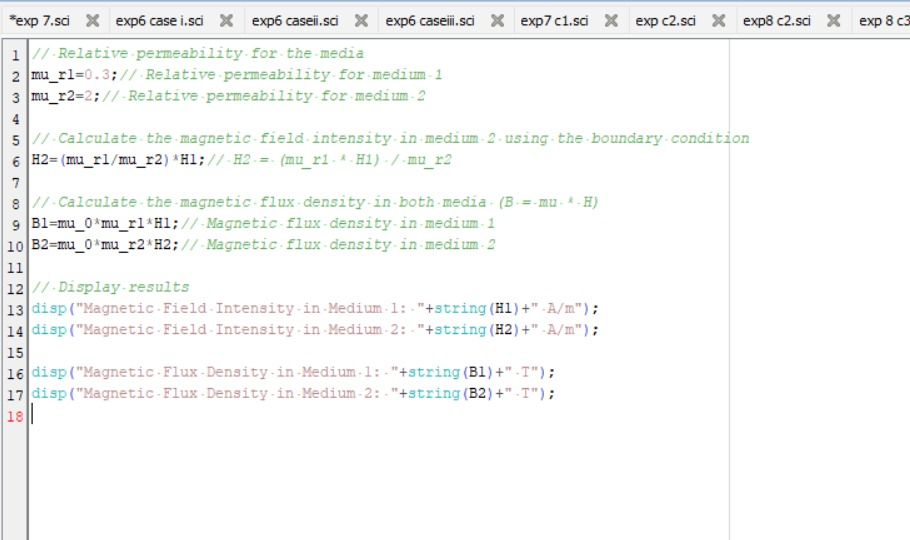 *exp 7.sci exp6 case i.sci exp6 caseii.sci exp6 caseiii.sci exp7 c1.sci exp c2.sci exp8 c2.sci exp 8 c3
1 // Relative permeability for the media
2 mu_r1=0.3;// Relative permeability for medium 1
3 mu_r2=2;// Relative permeability for medium 2
4
5 // Calculate the magnetic field intensity in medium 2 using the boundary condition
6 H2=(mu_r1/mu_r2)*H1;// H2 = (mu_r1 * H1) / mu_r2
7
8 // Calculate the magnetic flux density in both media (B = mu * H)
9 B1=mu_0*mu_r1*H1;// Magnetic flux density in medium 1
10 B2=mu_0*mu_r2*H2;// Magnetic flux density in medium 2
11
12 // Display results
13 disp("Magnetic Field Intensity in Medium 1: "+string(H1)+" A/m");
14 disp("Magnetic Field Intensity in Medium 2: "+string(H2)+" A/m");
15
16 disp("Magnetic Flux Density in Medium 1: "+string(B1)+" T");
17 disp("Magnetic Flux Density in Medium 2: "+string(B2)+" T");
18